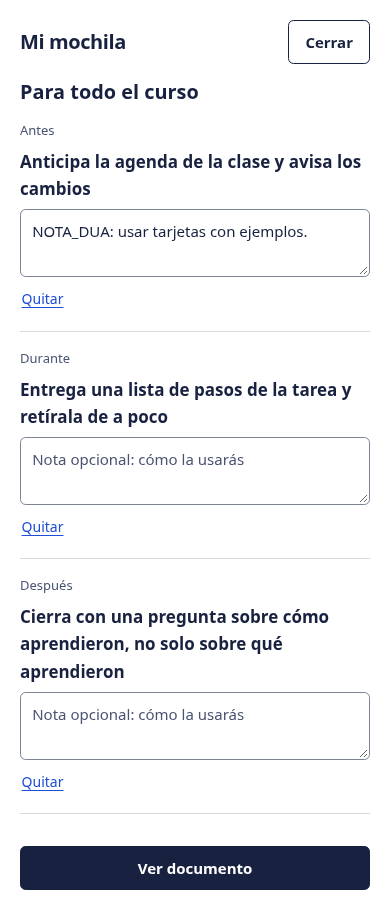 Mi mochila
Cerrar
Para todo el curso
Antes
Anticipa la agenda de la clase y avisa los
cambios
NOTA_DUA: usar tarjetas con ejemplos.
Quitar
Durante
Entrega una lista de pasos de la tarea y
retírala de a poco
Nota opcional: cómo la usarás
Quitar
Después
Cierra con una pregunta sobre cómo
aprendieron, no solo sobre qué
aprendieron
Nota opcional: cómo la usarás
Quitar
Ver documento